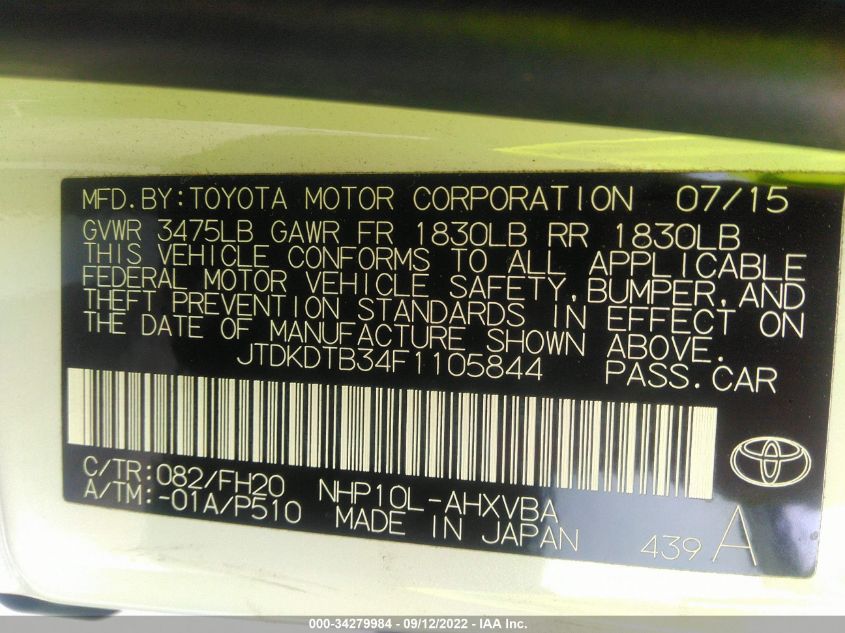 MFD. BY: TOYOTA MOTOR CORPORATION 07/15
GVWR 3475LB GAWR FR 1830LB RR 1830LB
THIS VEHICLE CONFORMS TO ALL APPLICABLE
FEDERAL MOTOR VEHICLE SAFETY, BUMPER, AND
THEFT PREVENTION STANDARDS IN EFFECT ON
THE DATE OF MANUFACTURE SHOWN ABOVE.
JTDKDTB34F1105844 PASS. CAR
C/TR: 082/FH20 NHP10L-AHXVBA
A/TM: -01A/P510 MADE IN JAPAN 439 A
000-34279984 - 09/12/2022 - IAA Inc.